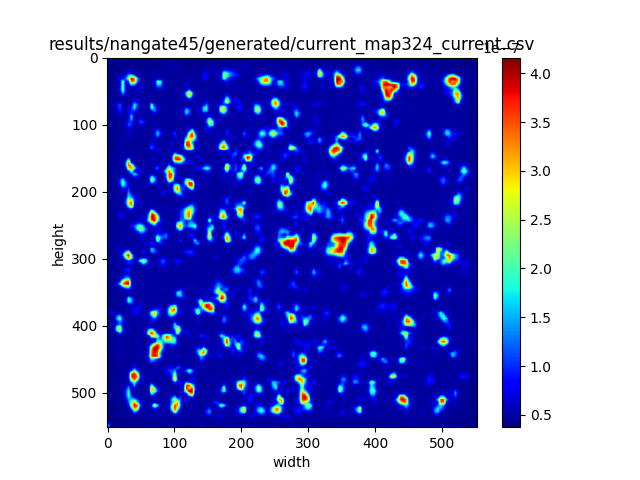 results/nangate45/generated/current_map324_current.csv
1e−7
0
100
200
300
400
500
height
0 100 200 300 400 500
width
4.0
3.5
3.0
2.5
2.0
1.5
1.0
0.5